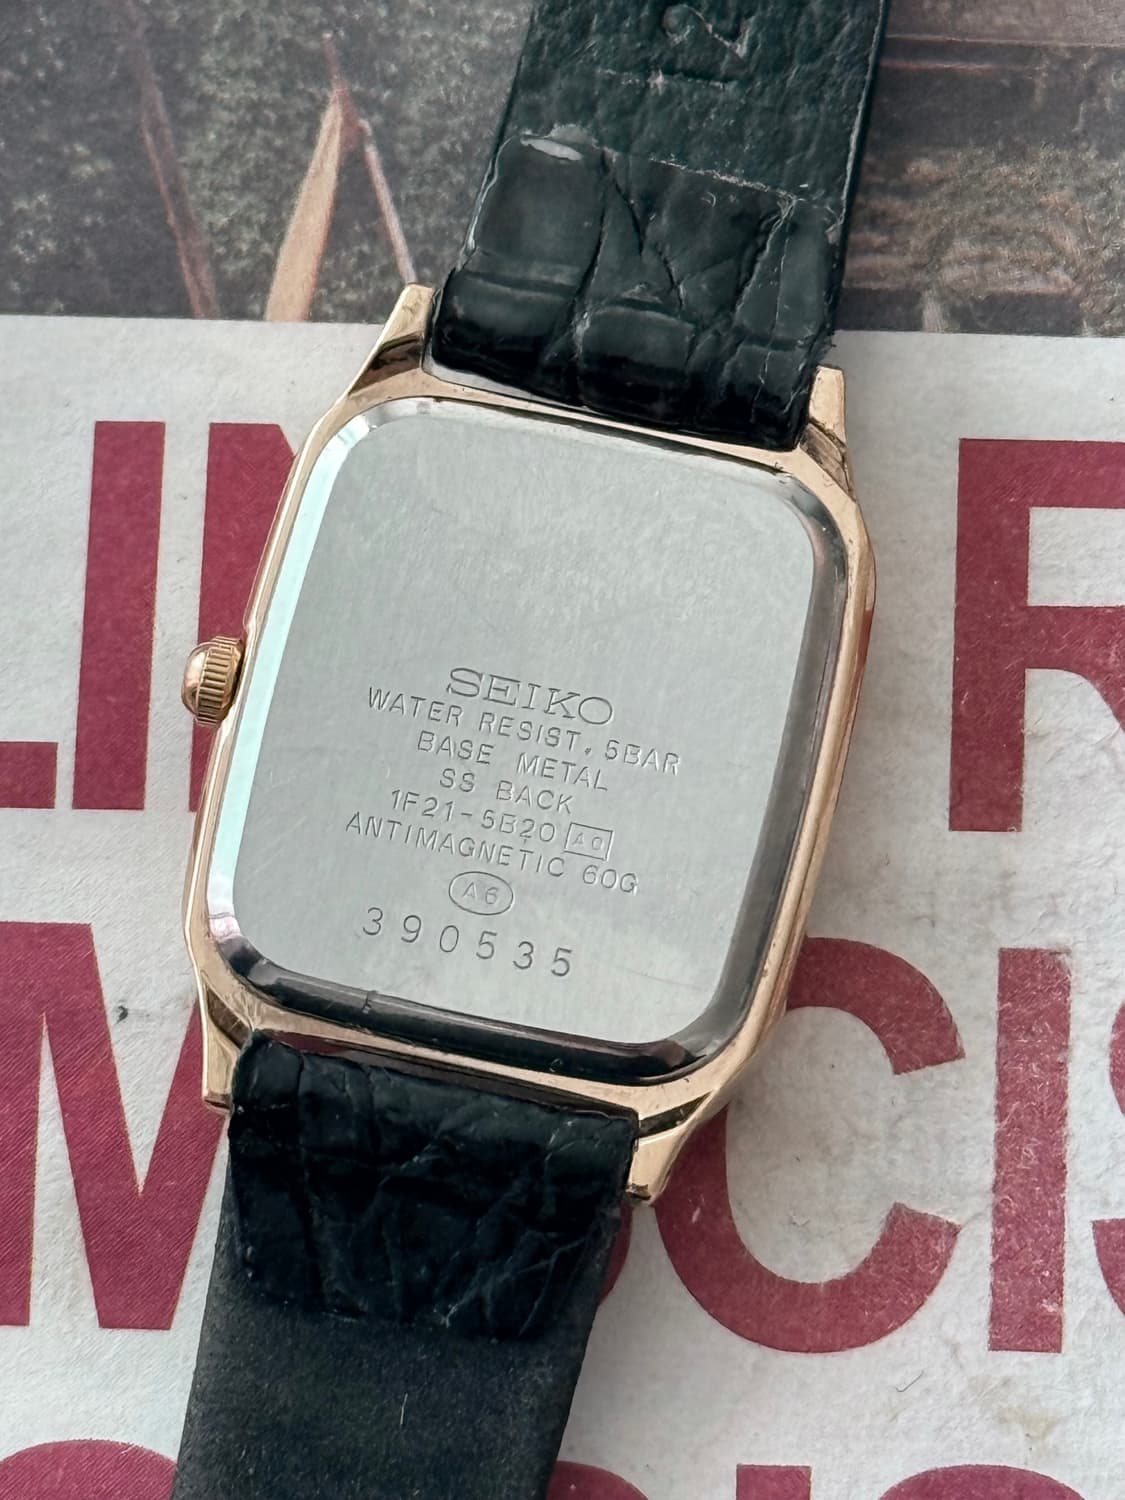 SEIKO
WATER RESIST. 5BAR
BASE METAL
SS BACK
1F21-5B20 AO
ANTIMAGNETIC 60G
A6
390535